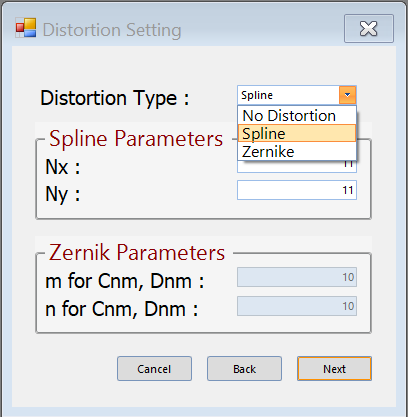 Distortion Setting
Distortion Type : Spline
No Distortion
Spline
Zernike
Spline Parameters
Nx : 11
Ny : 11
Zernik Parameters
m for Cnm, Dnm : 10
n for Cnm, Dnm : 10
Cancel Back Next